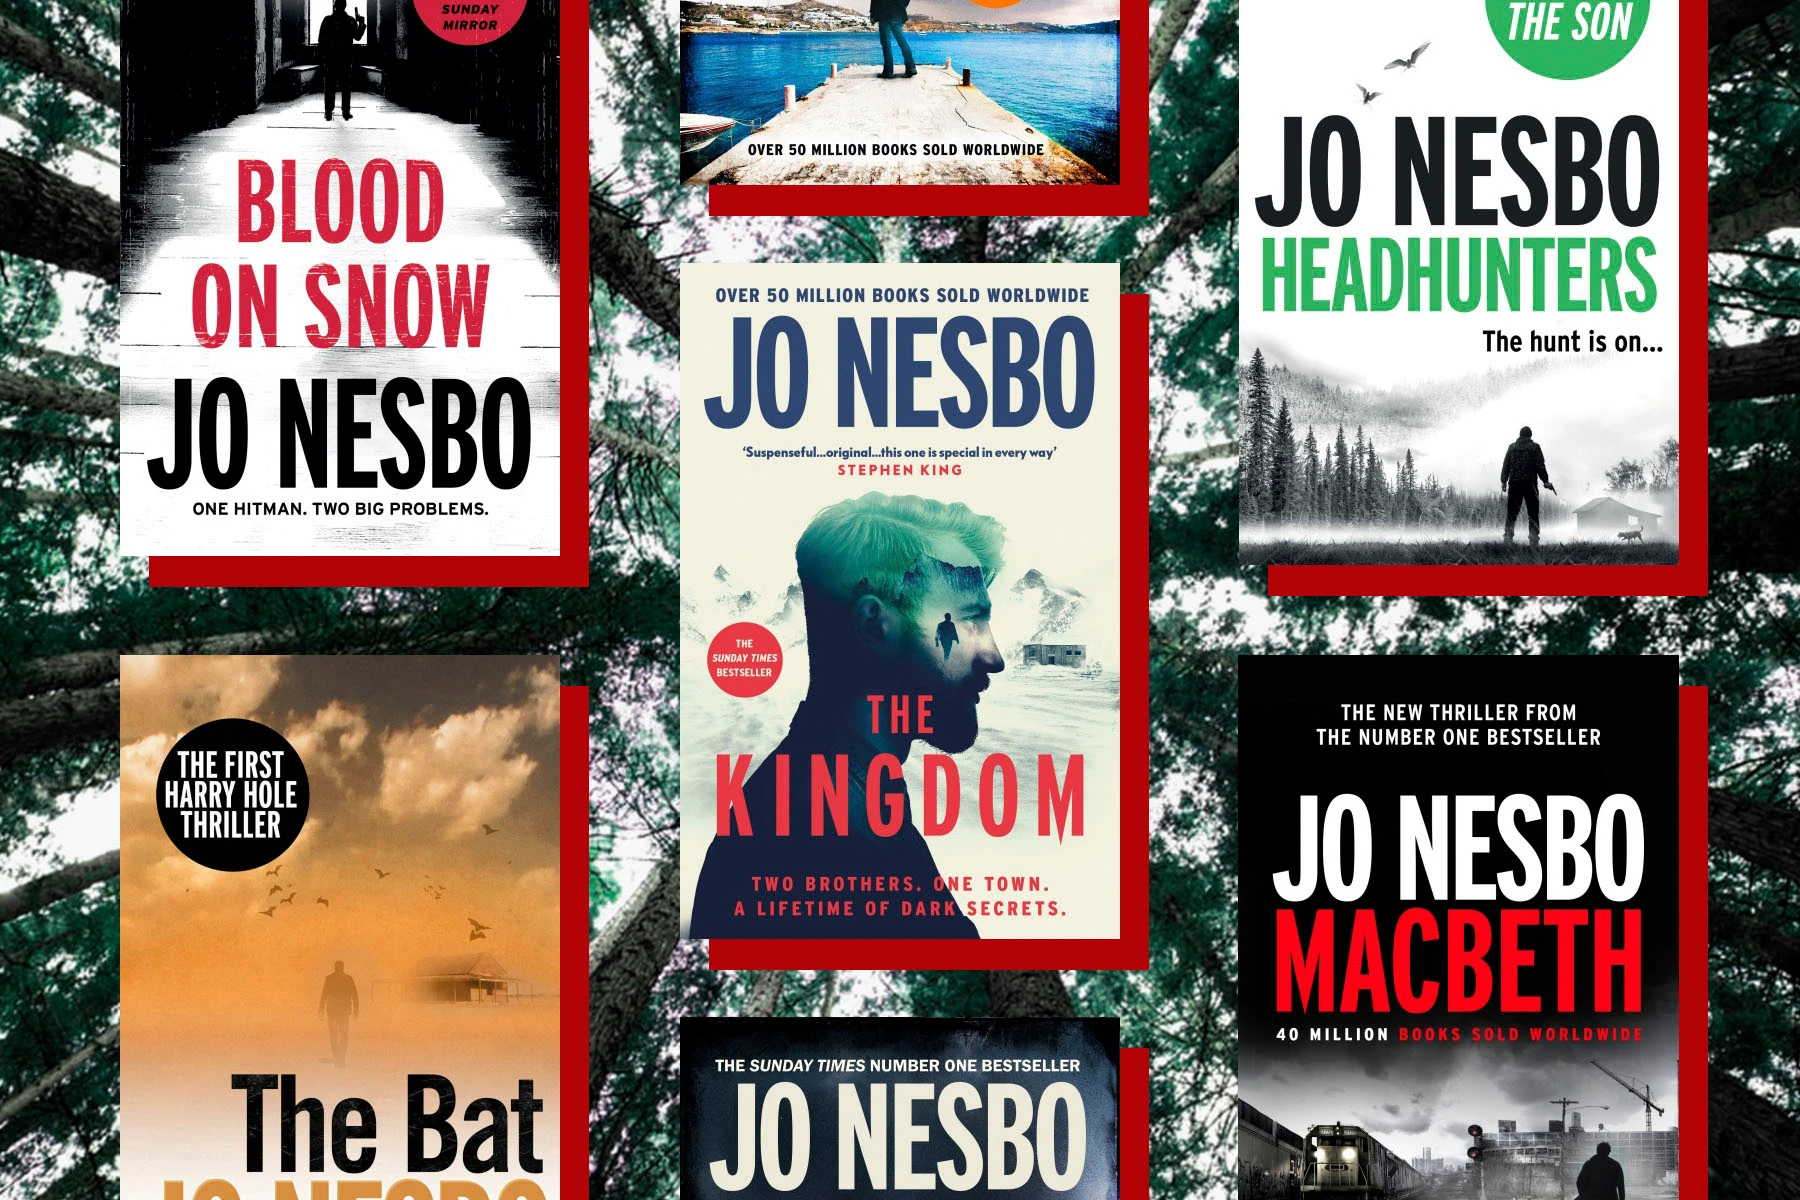 SUNDAY
MIRROR
BLOOD
ON SNOW
JO NESBO
ONE HITMAN. TWO BIG PROBLEMS.
OVER 50 MILLION BOOKS SOLD WORLDWIDE
THE SON
JO NESBO
HEADHUNTERS
The hunt is on...
OVER 50 MILLION BOOKS SOLD WORLDWIDE
JO NESBO
‘Suspenseful...original...this one is special in every way’
STEPHEN KING
THE
SUNDAY TIMES
BESTSELLER
THE
KINGDOM
TWO BROTHERS. ONE TOWN.
A LIFETIME OF DARK SECRETS.
THE FIRST
HARRY HOLE
THRILLER
The Bat
JO NESBO
THE SUNDAY TIMES NUMBER ONE BESTSELLER
JO NESBO
THE NEW THRILLER FROM
THE NUMBER ONE BESTSELLER
JO NESBO
MACBETH
40 MILLION BOOKS SOLD WORLDWIDE